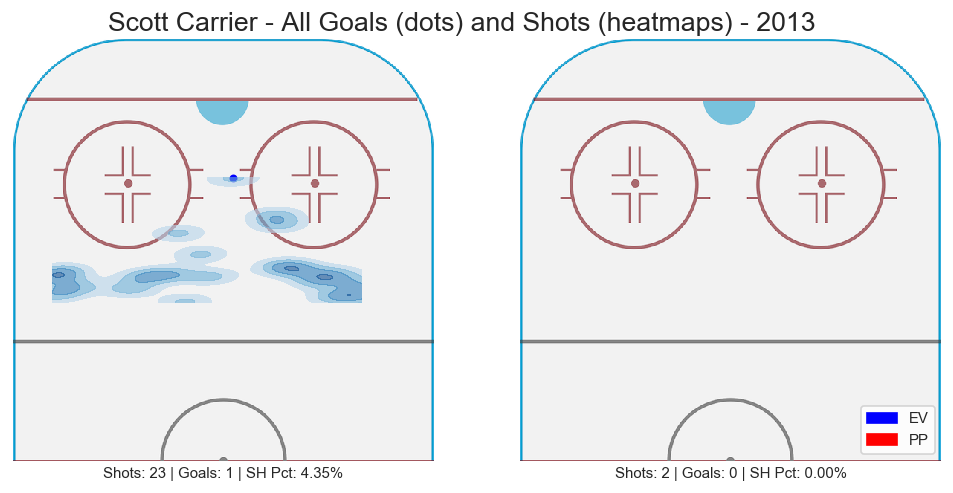 Scott Carrier - All Goals (dots) and Shots (heatmaps) - 2013
EV
PP
Shots: 23 | Goals: 1 | SH Pct: 4.35%
Shots: 2 | Goals: 0 | SH Pct: 0.00%